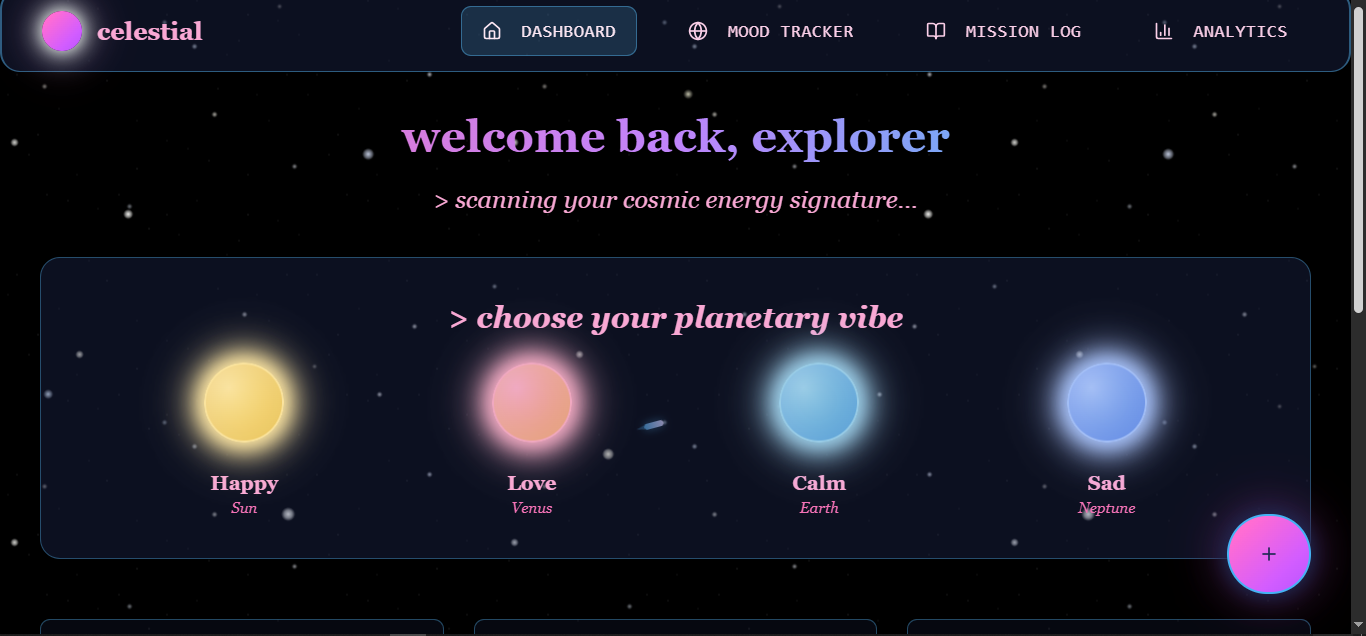 celestial
DASHBOARD
MOOD TRACKER
MISSION LOG
ANALYTICS
welcome back, explorer
> scanning your cosmic energy signature...
> choose your planetary vibe
Happy
Sun
Love
Venus
Calm
Earth
Sad
Neptune
+